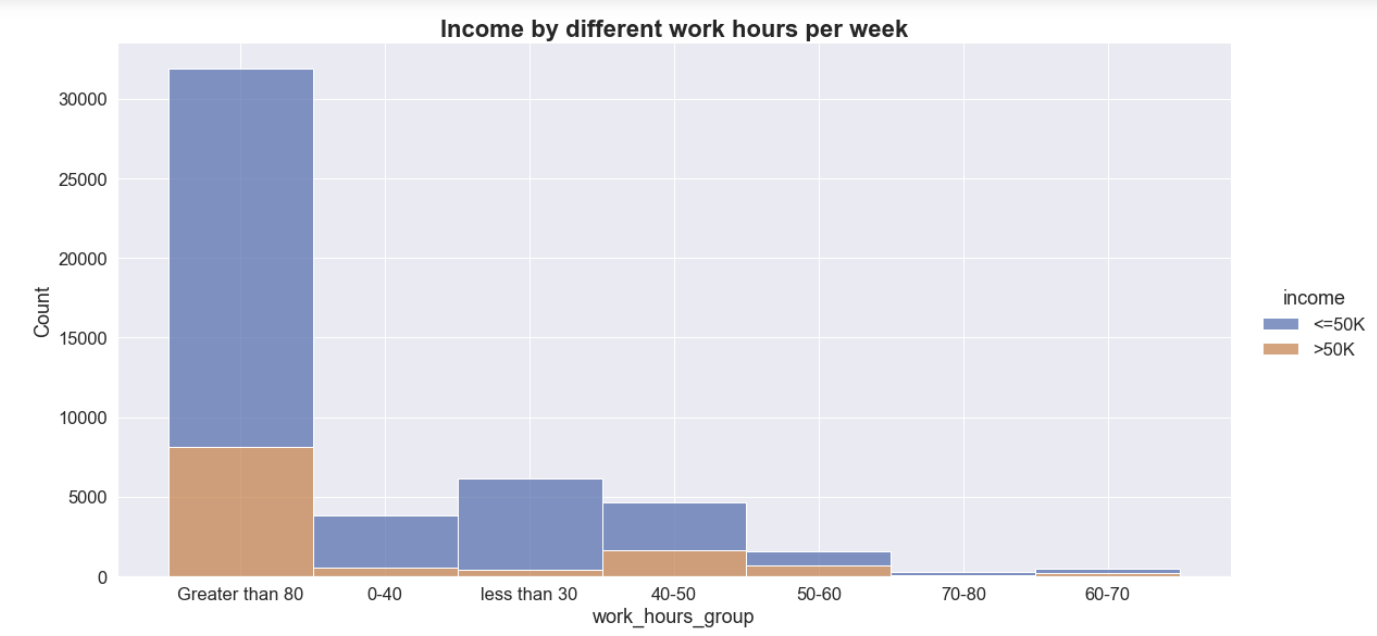 Income by different work hours per week
30000
25000
20000
15000
10000
5000
0
Count
Greater than 80 0-40 less than 30 40-50 50-60 70-80 60-70
work_hours_group
income
<=50K
>50K